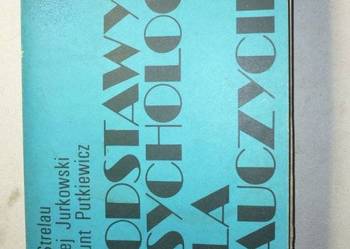 Strelau
ej Jurkowski
unt Putkiewicz
ODSTAWY
SYCHOLOG
LA
AUCZYCIE